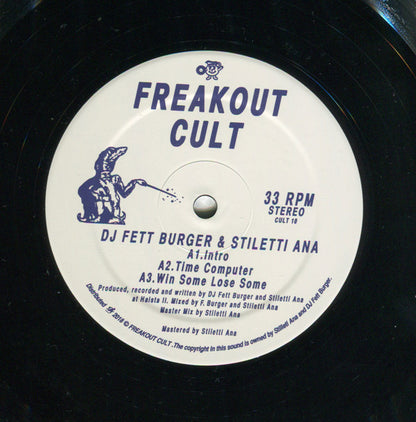 FREAKOUT
CULT
33 RPM
STEREO
CULT 10
DJ FETT BURGER & STILETTI ANA
A1.Intro
A2.Time Computer
A3.Win Some Lose Some
Produced, recorded and written by DJ Fett Burger and Stiletti Ana
at Haista II. Mixed by F. Burger and Stiletti Ana
Master Mix by Stiletti Ana
Mastered by Stiletti Ana
Distributed 2018 © FREAKOUT CULT .The copyright in this sound is owned by Stiletti Ana and DJ Fett Burger.